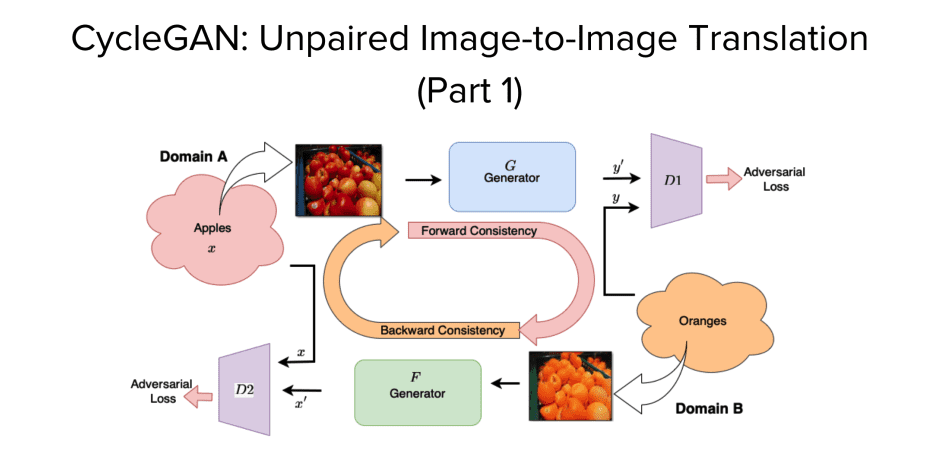 CycleGAN: Unpaired Image-to-Image Translation
(Part 1)
Domain A
Apples
x
G
Generator
y'
y
D1
Adversarial
Loss
Forward Consistency
Backward Consistency
Oranges
Domain B
F
Generator
x
x'
D2
Adversarial
Loss